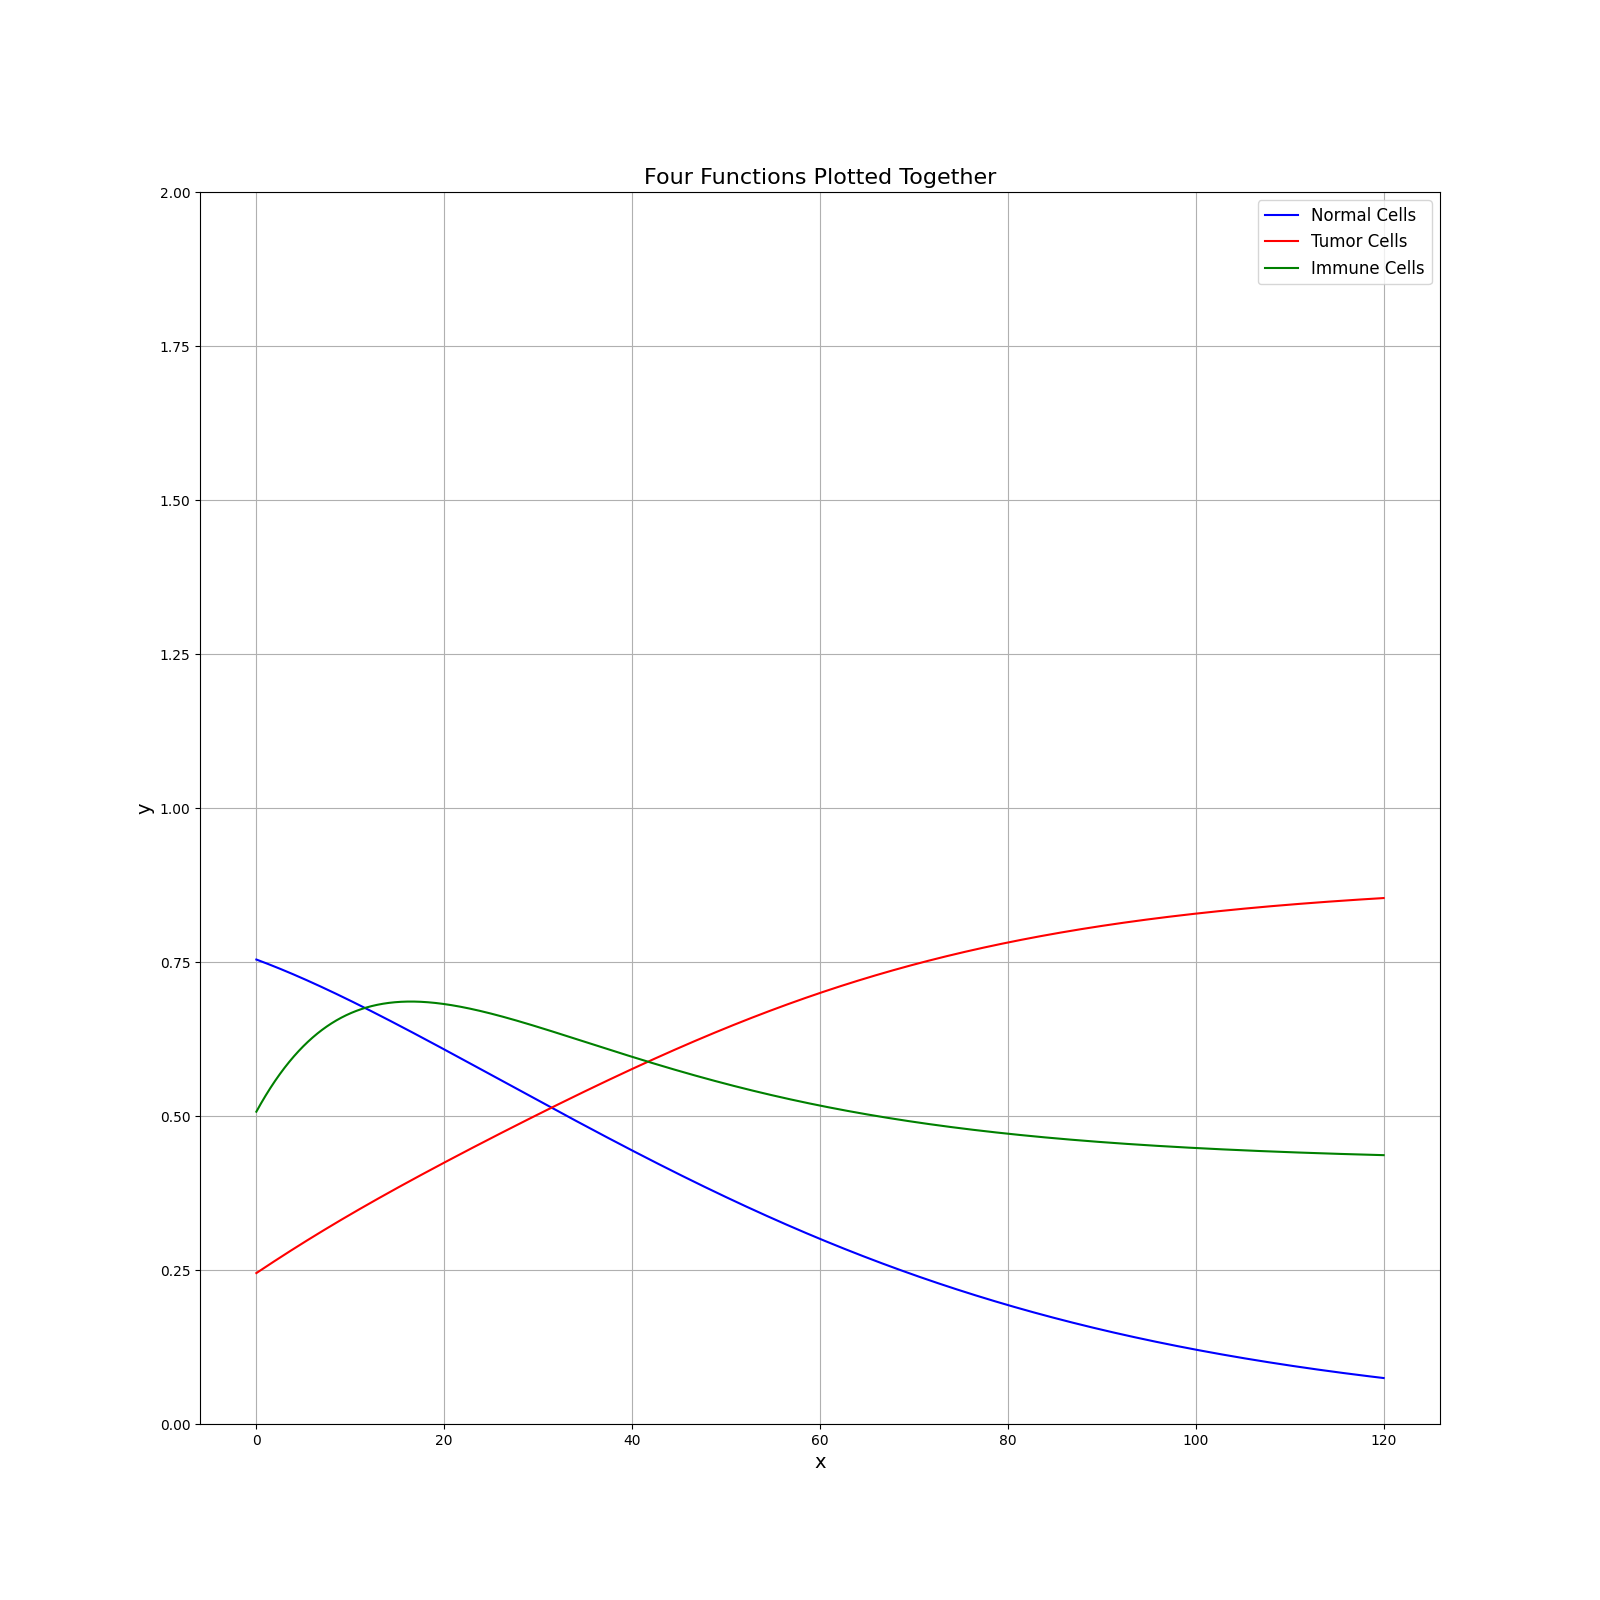 Four Functions Plotted Together
Normal Cells
Tumor Cells
Immune Cells
2.00
1.75
1.50
1.25
1.00
0.75
0.50
0.25
0.00
y
0 20 40 60 80 100 120
x